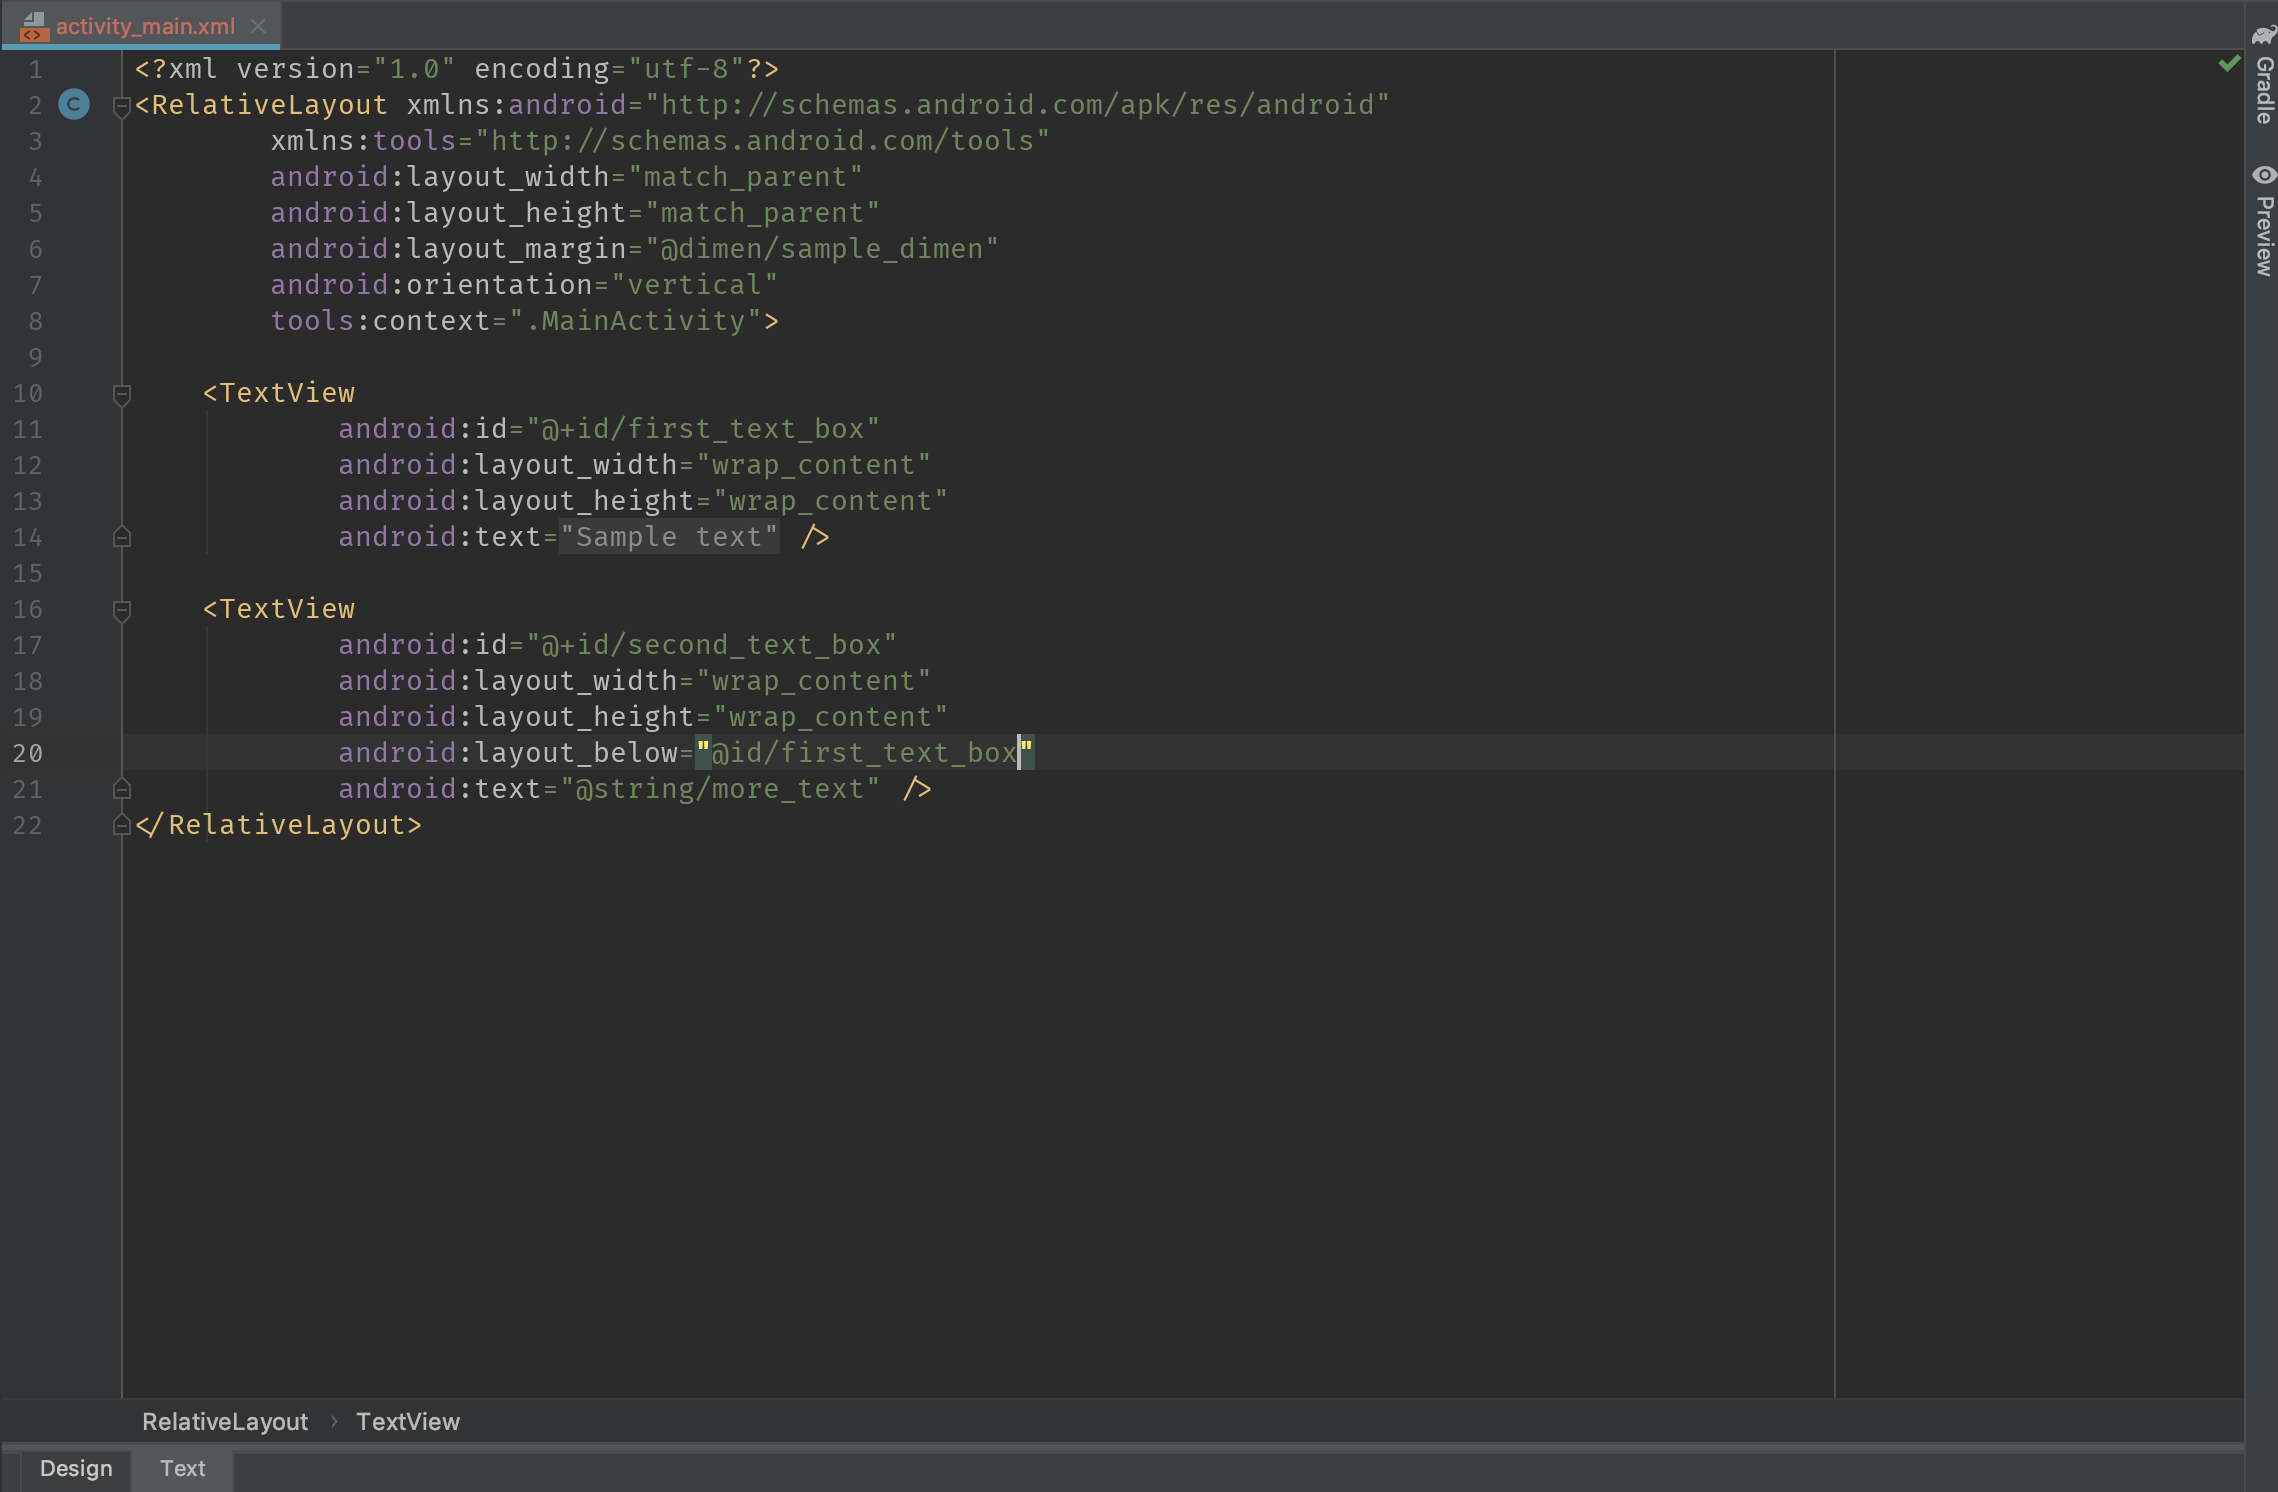 activity_main.xml
1 <?xml version="1.0" encoding="utf-8"?>
2 C <RelativeLayout xmlns:android="http://schemas.android.com/apk/res/android"
3 xmlns:tools="http://schemas.android.com/tools"
4 android:layout_width="match_parent"
5 android:layout_height="match_parent"
6 android:layout_margin="@dimen/sample_dimen"
7 android:orientation="vertical"
8 tools:context=".MainActivity">
9
10 <TextView
11 android:id="@+id/first_text_box"
12 android:layout_width="wrap_content"
13 android:layout_height="wrap_content"
14 android:text="Sample text" />
15
16 <TextView
17 android:id="@+id/second_text_box"
18 android:layout_width="wrap_content"
19 android:layout_height="wrap_content"
20 android:layout_below="@id/first_text_box"
21 android:text="@string/more_text" />
22 </RelativeLayout>
Gradle
Preview
RelativeLayout › TextView
Design Text